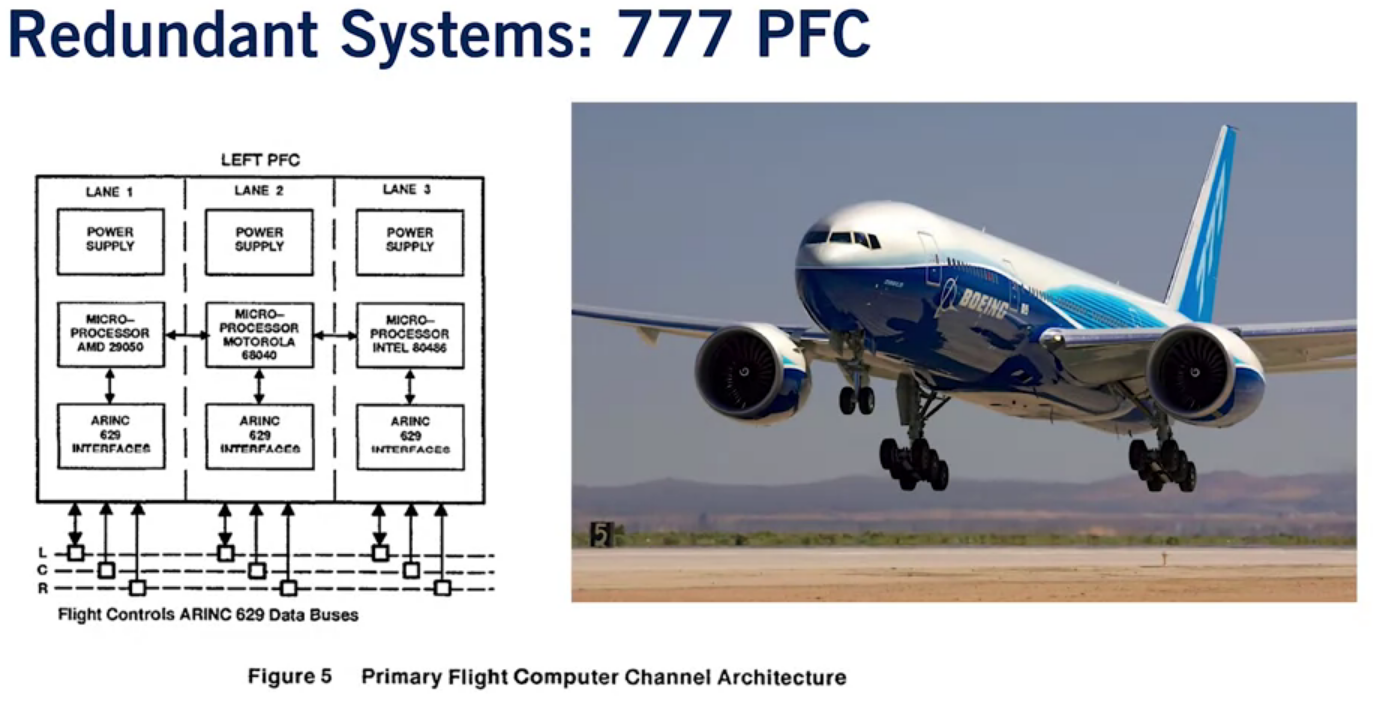 Redundant Systems: 777 PFC
LEFT PFC
LANE 1
LANE 2
LANE 3
POWER
SUPPLY
POWER
SUPPLY
POWER
SUPPLY
MICRO–
PROCESSOR
AMD 29050
MICRO–
PROCESSOR
MOTOROLA
68040
MICRO–
PROCESSOR
INTEL 80486
ARINC
629
INTERFACES
ARINC
629
INTERFACES
ARINC
629
INTERFACES
L
C
R
Flight Controls ARINC 629 Data Buses
BOEING
5
Figure 5 Primary Flight Computer Channel Architecture